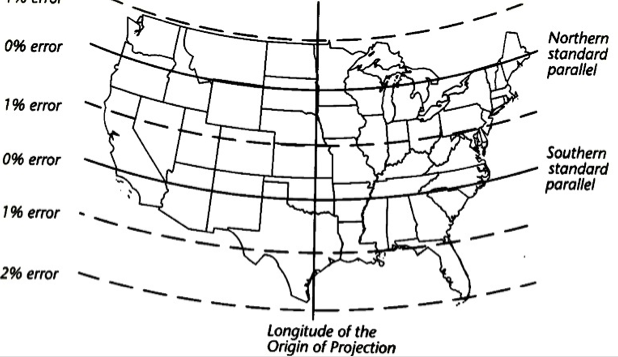 1% error
0% error
Northern
standard
parallel
1% error
0% error
Southern
standard
parallel
1% error
2% error
Longitude of the
Origin of Projection